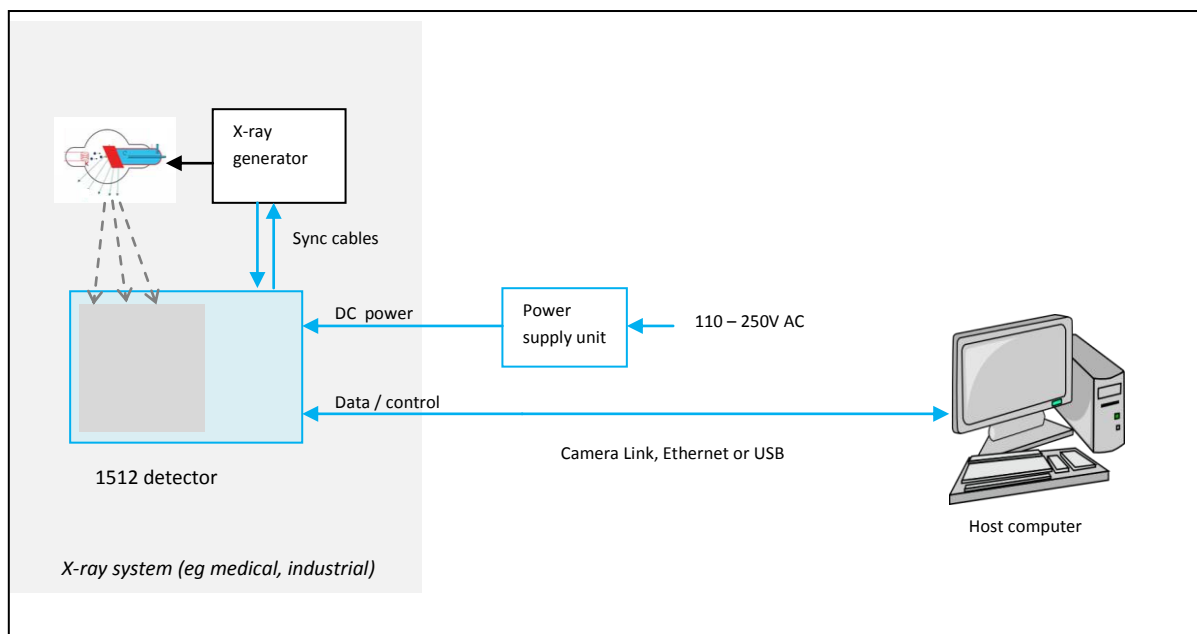 X-ray
generator
Sync cables
DC  power
Power
supply unit
110 – 250V AC
Data / control
Camera Link, Ethernet or USB
1512 detector
Host computer
X-ray system (eg medical, industrial)